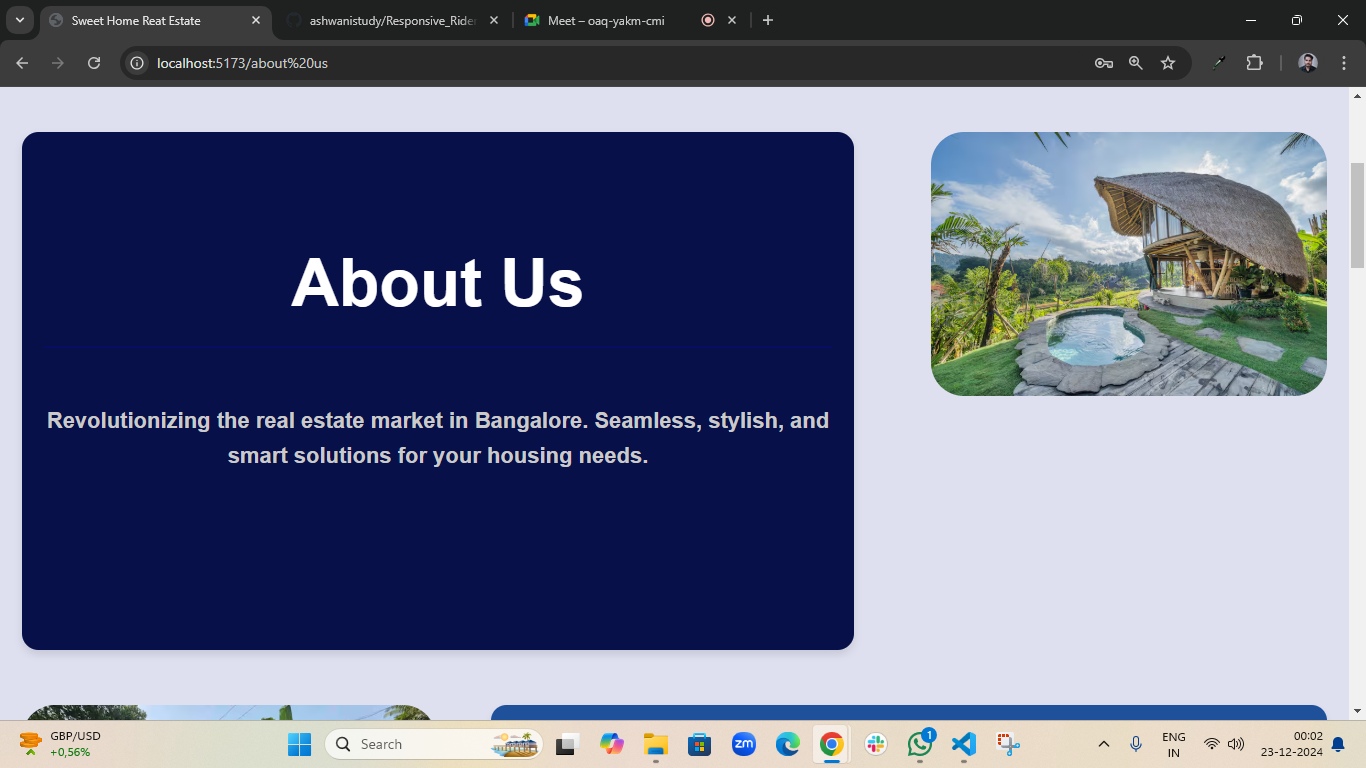 Sweet Home Reat Estate
ashwanistudy/Responsive_Rider
Meet – oaq-yakm-cmi
localhost:5173/about%20us
About Us
Revolutionizing the real estate market in Bangalore. Seamless, stylish, and
smart solutions for your housing needs.
GBP/USD
+0,56%
Search
zm
1
ENG
IN
00:02
23-12-2024